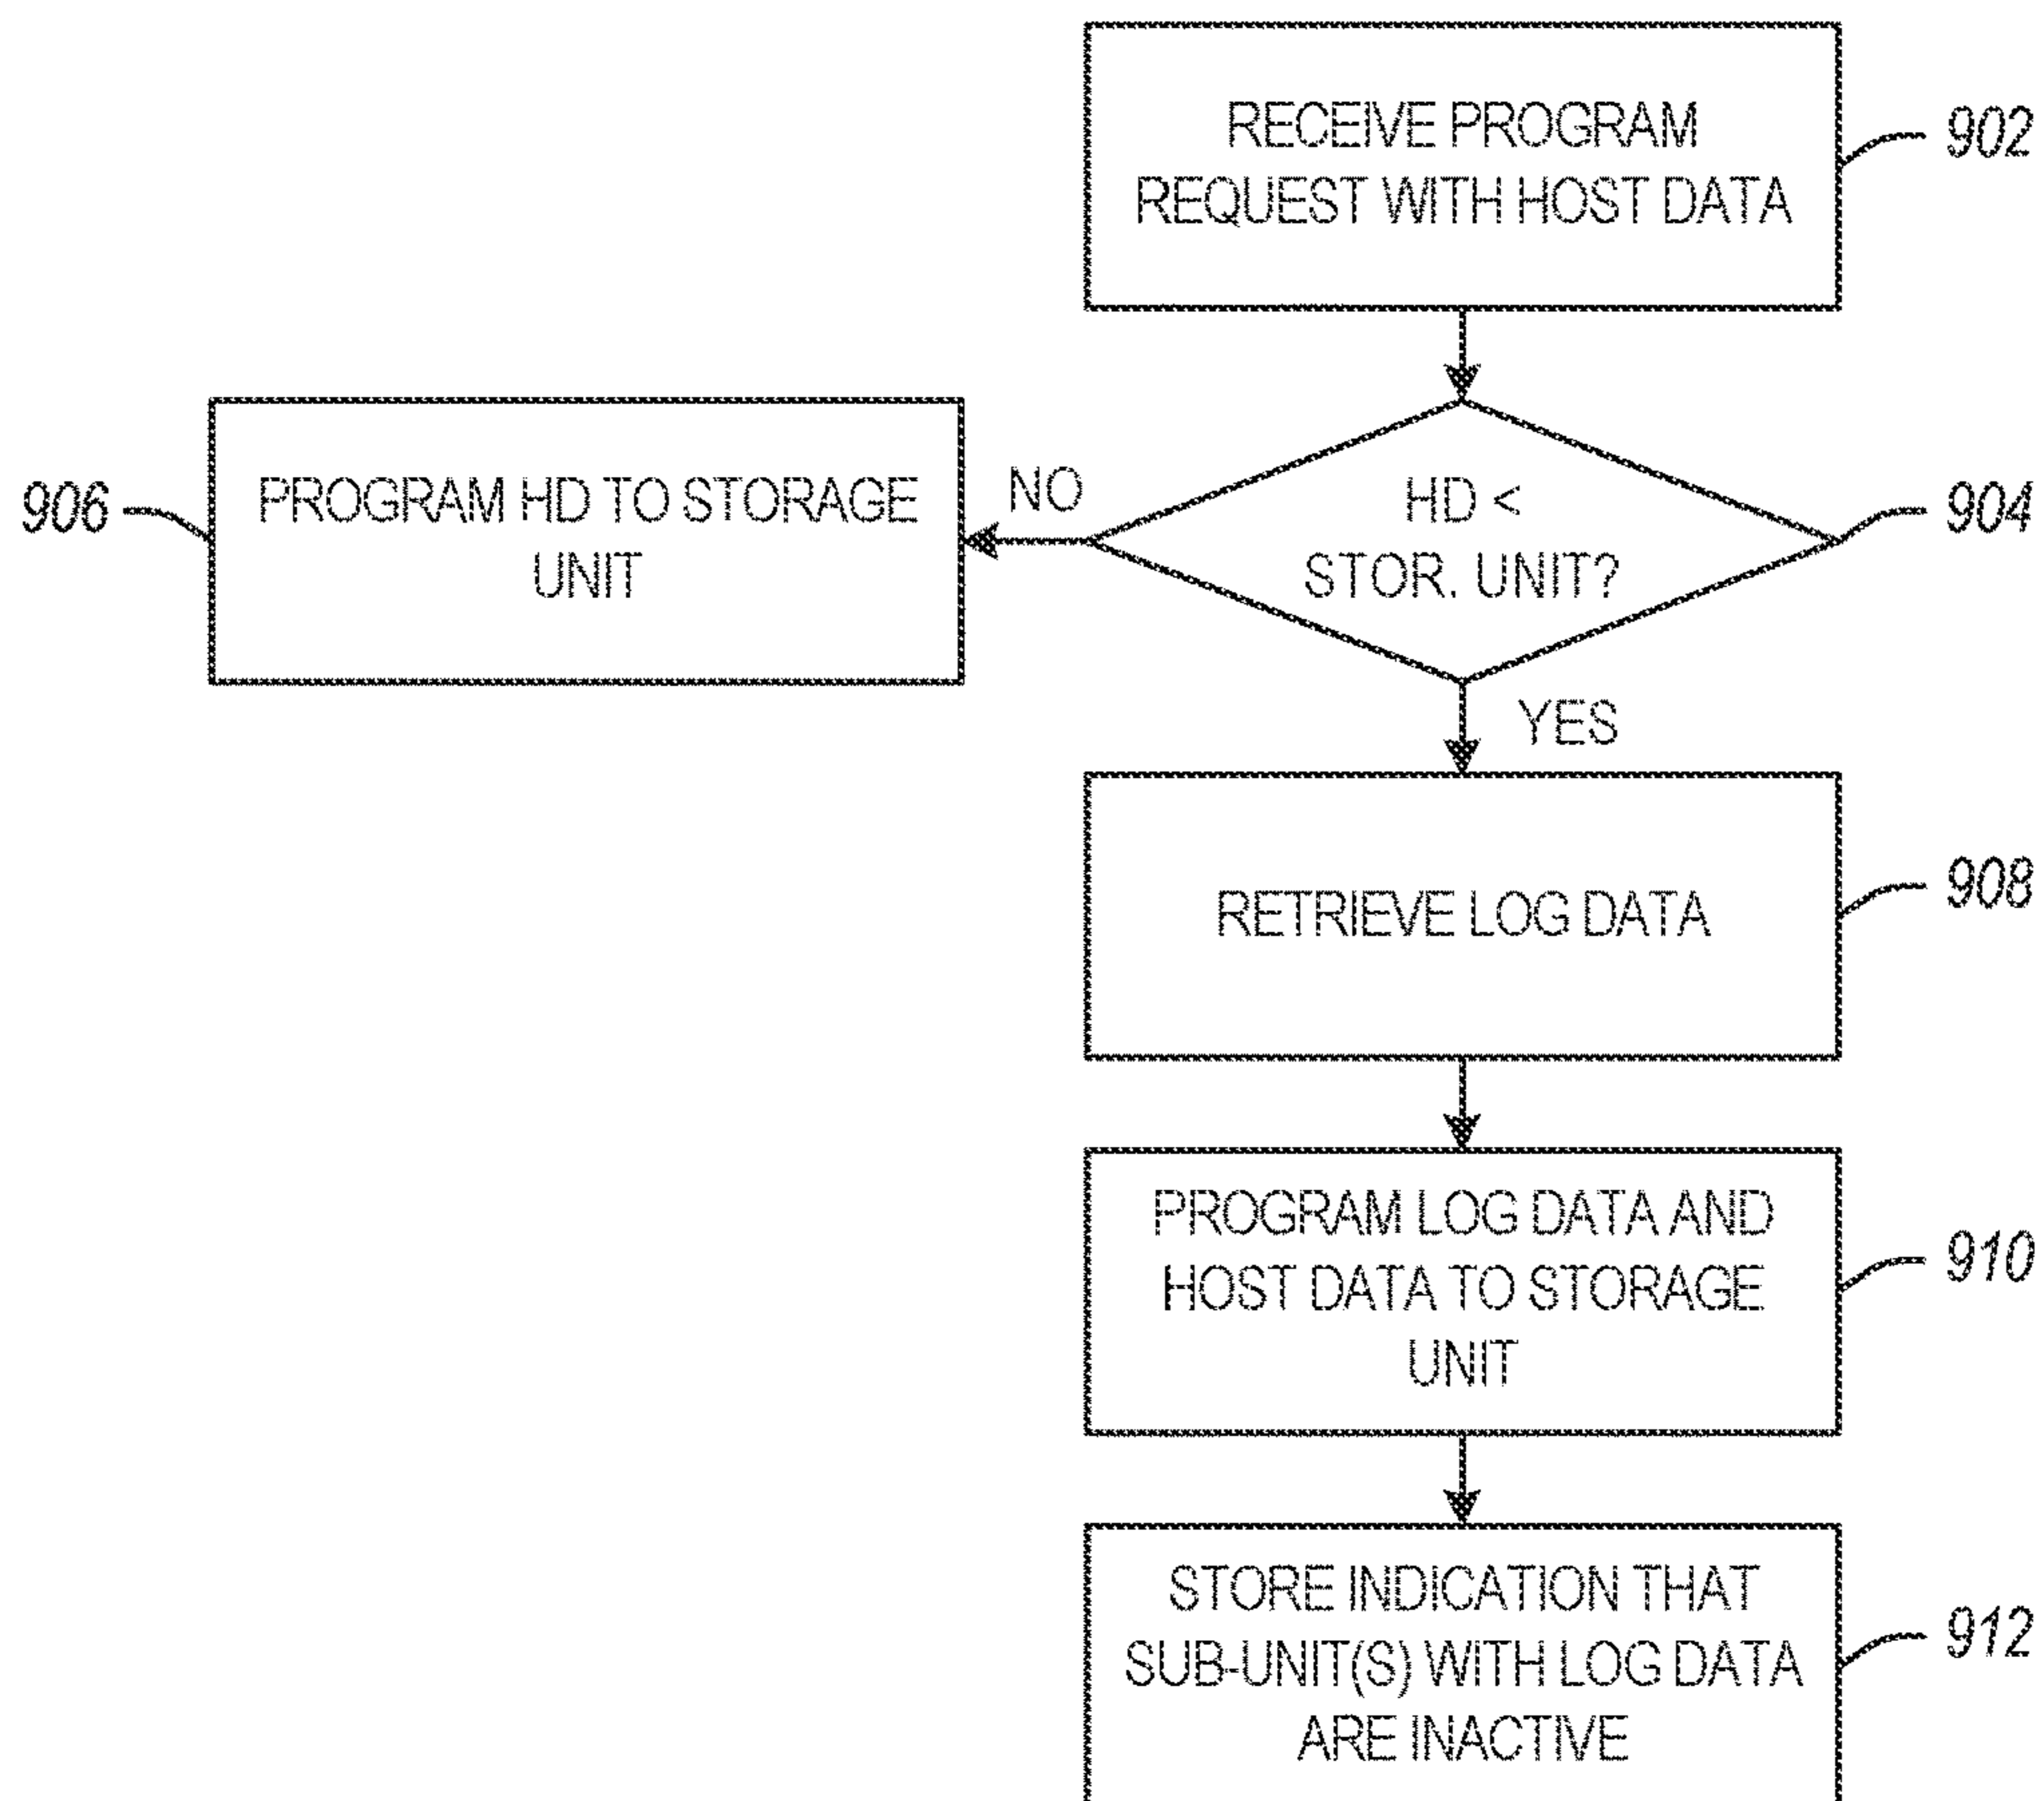 RECEIVE PROGRAM
REQUEST WITH HOST DATA
902
HD <
STOR. UNIT?
904
NO
PROGRAM HD TO STORAGE
UNIT
906
YES
RETRIEVE LOG DATA
908
PROGRAM LOG DATA AND
HOST DATA TO STORAGE
UNIT
910
STORE INDICATION THAT
SUB-UNIT(S) WITH LOG DATA
ARE INACTIVE
912